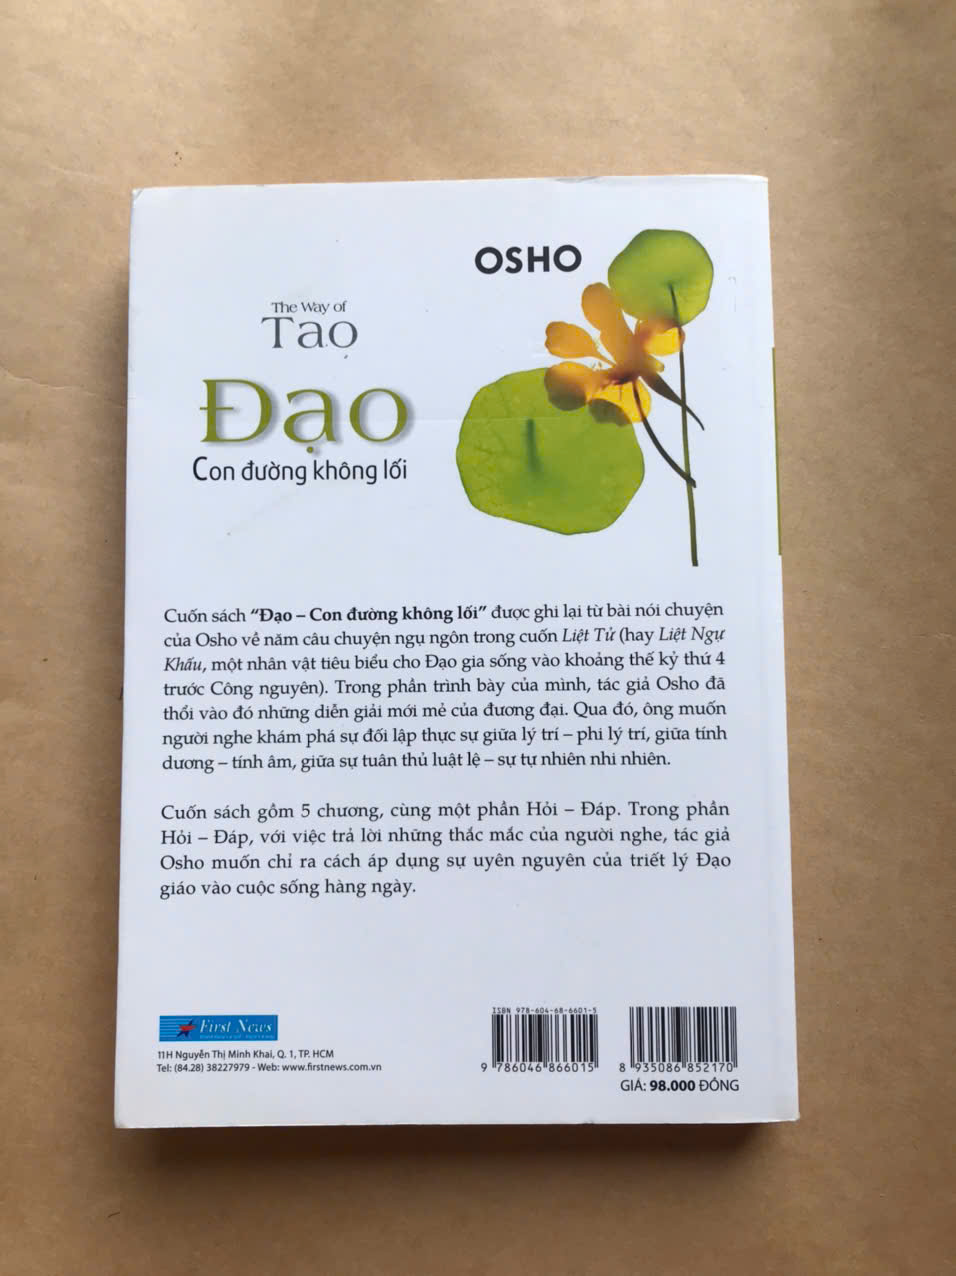 OSHO
The Way of
Tao
Đạo
Con đường không lối
Cuốn sách “Đạo – Con đường không lối” được ghi lại từ bài nói chuyện
của Osho về năm câu chuyện ngụ ngôn trong cuốn Liệt Tử (hay Liệt Ngự
Khấu, một nhân vật tiêu biểu cho Đạo gia sống vào khoảng thế kỷ thứ 4
trước Công nguyên). Trong phần trình bày của mình, tác giả Osho đã
thổi vào đó những diễn giải mới mẻ của đương đại. Qua đó, ông muốn
người nghe khám phá sự đối lập thực sự giữa lý trí – phi lý trí, giữa tính
dương – tính âm, giữa sự tuân thủ luật lệ – sự tự nhiên nhi nhiên.
Cuốn sách gồm 5 chương, cùng một phần Hỏi – Đáp. Trong phần
Hỏi – Đáp, với việc trả lời những thắc mắc của người nghe, tác giả
Osho muốn chỉ ra cách áp dụng sự uyên nguyên của triết lý Đạo
giáo vào cuộc sống hàng ngày.
First News
11H Nguyễn Thị Minh Khai, Q. 1, TP. HCM
Tel: (84.28) 38227979 - Web: www.firstnews.com.vn
ISBN 978-604-68-6601-5
9 786046 866015
8 935086 852170
GIÁ: 98.000 ĐỒNG